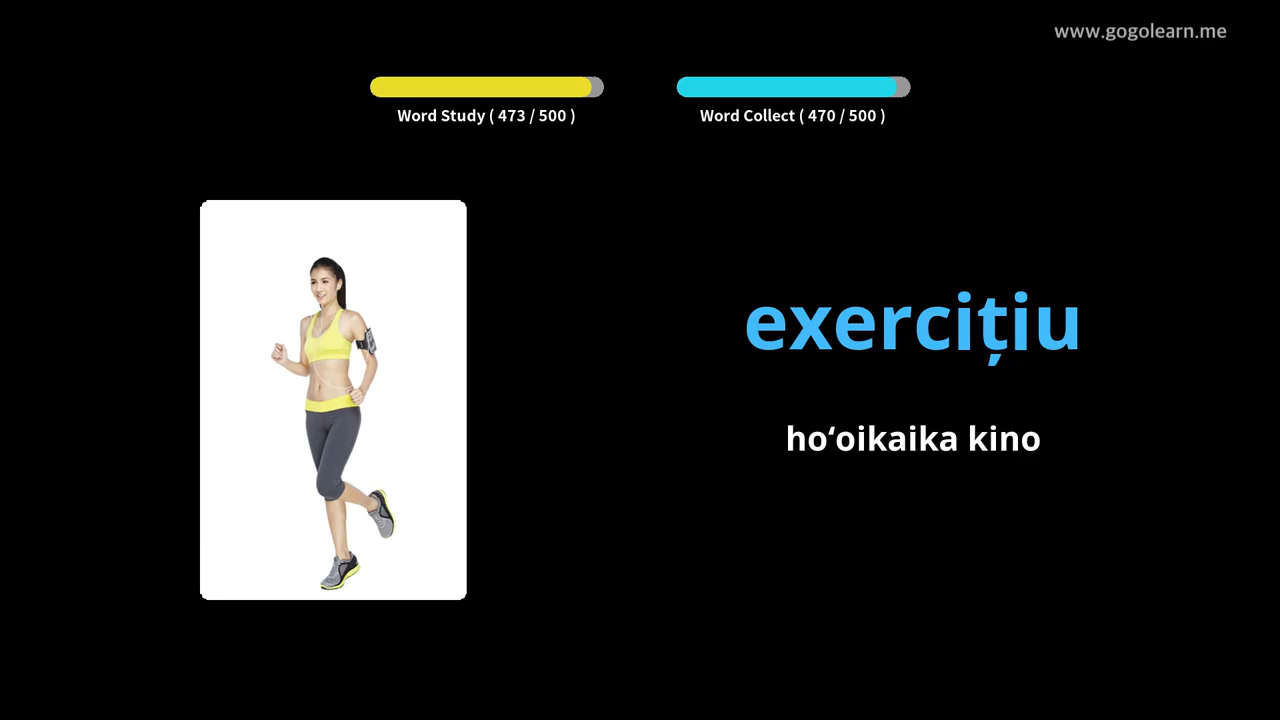 www.gogolearn.me
Word Study ( 473 / 500 )
Word Collect ( 470 / 500 )
exercițiu
hoʻoikaika kino